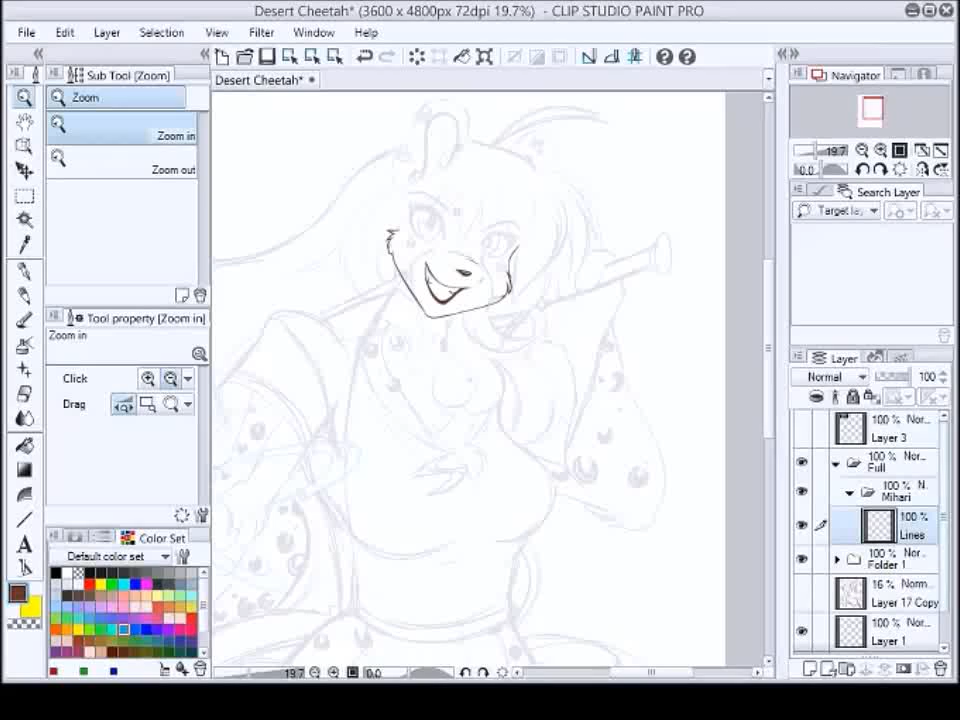 Desert Cheetah* (3600 x 4800px 72dpi 19.7%)  - CLIP STUDIO PAINT PRO
File Edit Layer Selection View Filter Window Help
Sub Tool [Zoom]
Desert Cheetah*
Navigator
Zoom
Zoom in
Zoom out
19.7
0.0
Search Layer
Target lay
Tool property [Zoom in]
Zoom in
Click
Drag
Layer
Normal 100
100 % Nor...
Layer 3
100 % Nor...
Full
100 % N.
Mihari
100 %
Lines
100 % Nor...
Folder 1
16 % Norm...
Layer 17 Copy
100 % Nor...
Layer 1
Color Set
Default color set
19.7 0.0